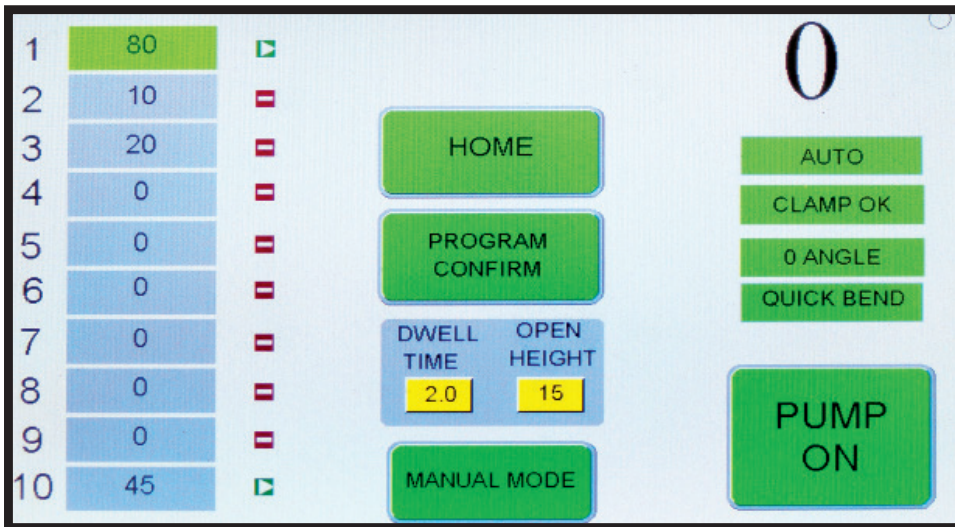 1 80
2 10
3 20
4 0
5 0
6 0
7 0
8 0
9 0
10 45
HOME
PROGRAM
CONFIRM
DWELL
TIME
2.0
OPEN
HEIGHT
15
MANUAL MODE
0
AUTO
CLAMP OK
0 ANGLE
QUICK BEND
PUMP
ON